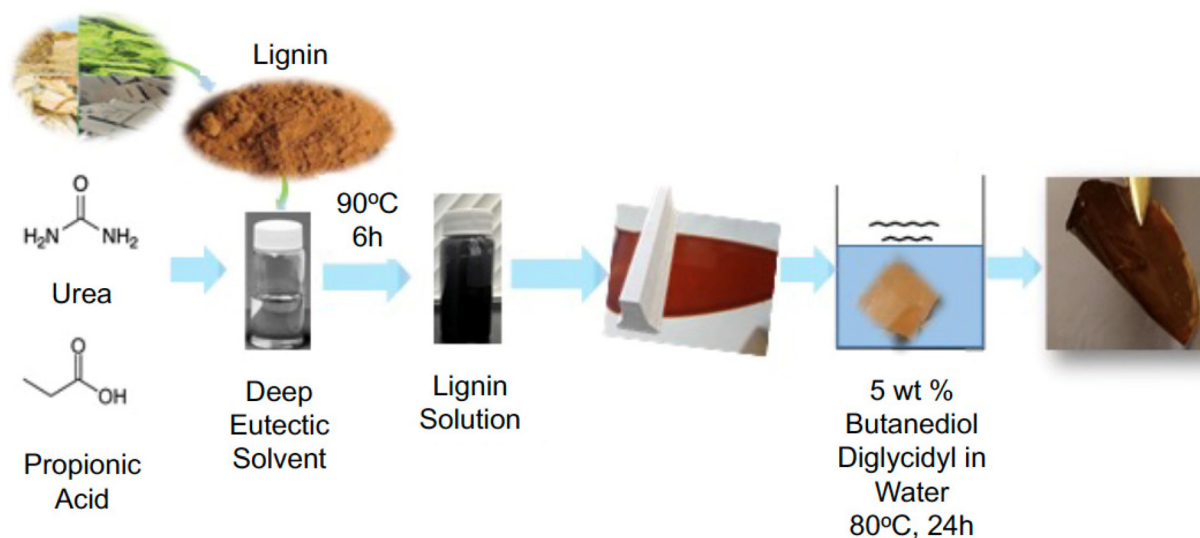 Lignin
O
H₂N
NH₂
Urea
O
OH
Propionic
Acid
90ºC
6h
Deep
Eutectic
Solvent
Lignin
Solution
5 wt %
Butanediol
Diglycidyl in
Water
80ºC, 24h